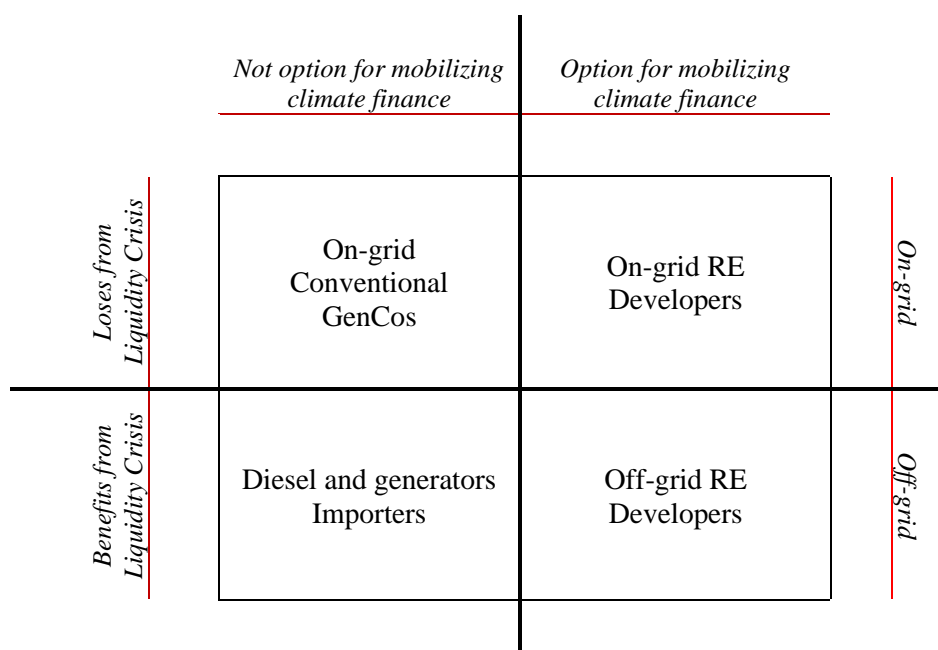 Not option for mobilizing
climate finance
Option for mobilizing
climate finance
Loses from
Liquidity Crisis
On-grid
Conventional
GenCos
On-grid RE
Developers
On-grid
Benefits from
Liquidity Crisis
Diesel and generators
Importers
Off-grid RE
Developers
Off-grid